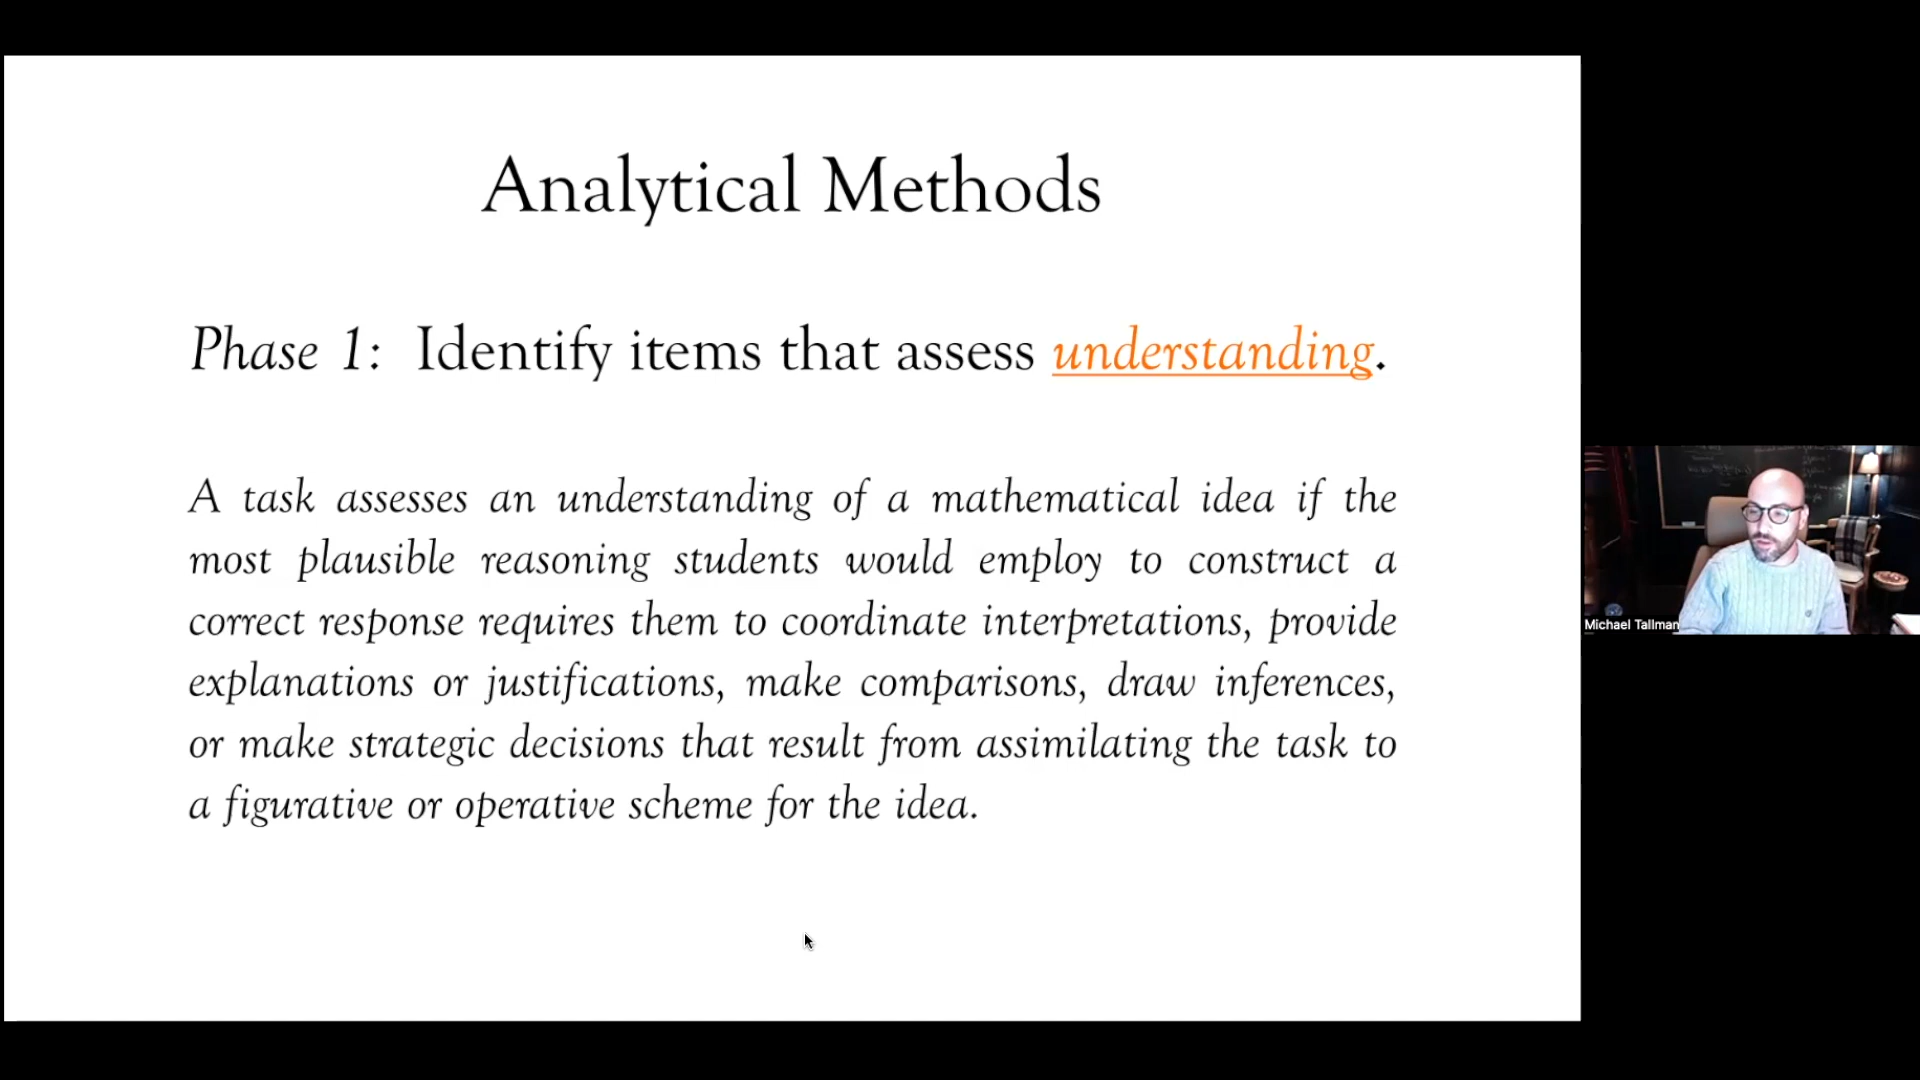 Analytical Methods
Phase 1: Identify items that assess understanding.
A task assesses an understanding of a mathematical idea if the
most plausible reasoning students would employ to construct a
correct response requires them to coordinate interpretations, provide
explanations or justifications, make comparisons, draw inferences,
or make strategic decisions that result from assimilating the task to
a figurative or operative scheme for the idea.
Michael Tallman